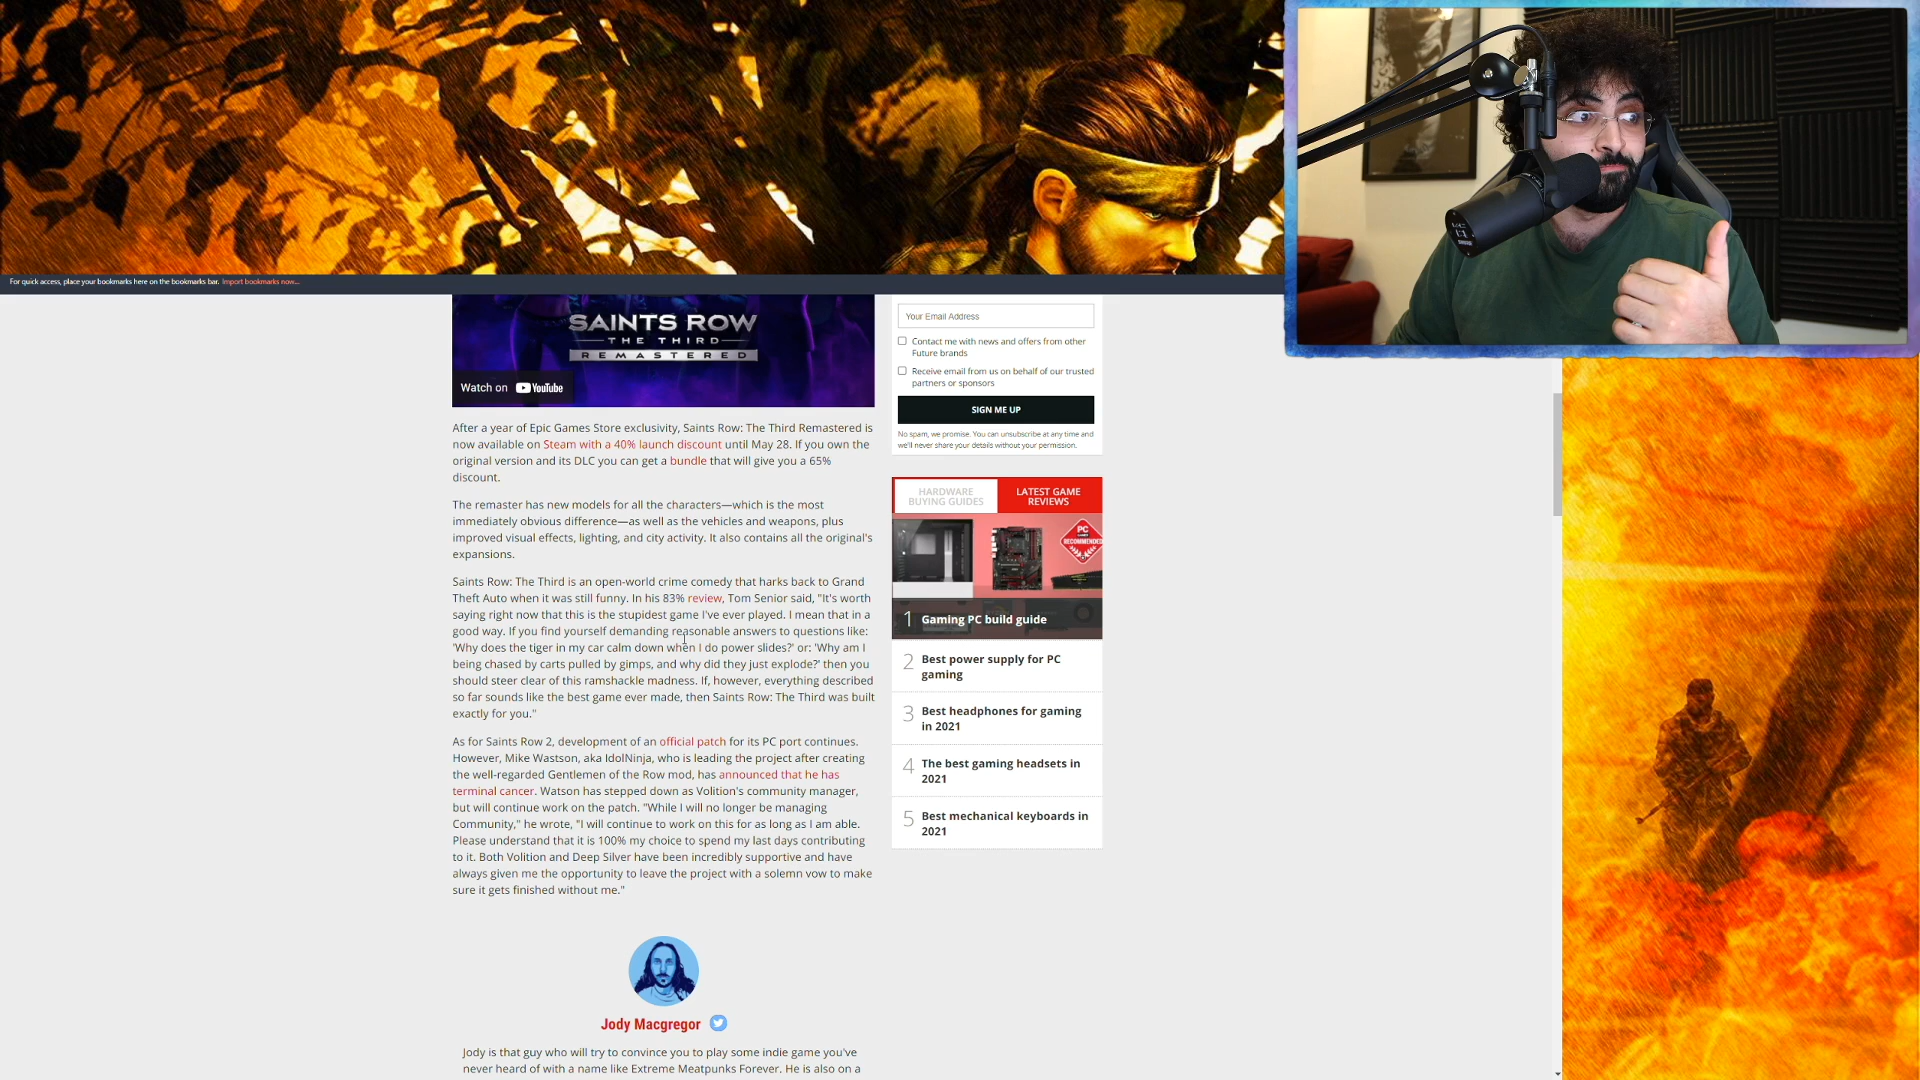 For quick access, place your bookmarks here on the bookmarks bar. Import bookmarks now...
SAINTS ROW
THE THIRD
REMASTERED
Watch on YouTube
After a year of Epic Games Store exclusivity, Saints Row: The Third Remastered is
now available on Steam with a 40% launch discount until May 28. If you own the
original version and its DLC you can get a bundle that will give you a 65%
discount.
The remaster has new models for all the characters—which is the most
immediately obvious difference—as well as the vehicles and weapons, plus
improved visual effects, lighting, and city activity. It also contains all the original's
expansions.
Saints Row: The Third is an open-world crime comedy that harks back to Grand
Theft Auto when it was still funny. In his 83% review, Tom Senior said, "It's worth
saying right now that this is the stupidest game I've ever played. I mean that in a
good way. If you find yourself demanding reasonable answers to questions like:
'Why does the tiger in my car calm down when I do power slides?' or: 'Why am I
being chased by carts pulled by gimps, and why did they just explode?' then you
should steer clear of this ramshackle madness. If, however, everything described
so far sounds like the best game ever made, then Saints Row: The Third was built
exactly for you."
As for Saints Row 2, development of an official patch for its PC port continues.
However, Mike Wastson, aka IdolNinja, who is leading the project after creating
the well-regarded Gentlemen of the Row mod, has announced that he has
terminal cancer. Watson has stepped down as Volition's community manager,
but will continue work on the patch. "While I will no longer be managing
Community," he wrote, "I will continue to work on this for as long as I am able.
Please understand that it is 100% my choice to spend my last days contributing
to it. Both Volition and Deep Silver have been incredibly supportive and have
always given me the opportunity to leave the project with a solemn vow to make
sure it gets finished without me."
Jody Macgregor
Jody is that guy who will try to convince you to play some indie game you've
never heard of with a name like Extreme Meatpunks Forever. He is also on a
Your Email Address
Contact me with news and offers from other
Future brands
Receive email from us on behalf of our trusted
partners or sponsors
SIGN ME UP
No spam, we promise. You can unsubscribe at any time and
we'll never share your details without your permission.
HARDWARE
BUYING GUIDES
LATEST GAME
REVIEWS
PC
GAMER
RECOMMENDED
1 Gaming PC build guide
2 Best power supply for PC
gaming
3 Best headphones for gaming
in 2021
4 The best gaming headsets in
2021
5 Best mechanical keyboards in
2021